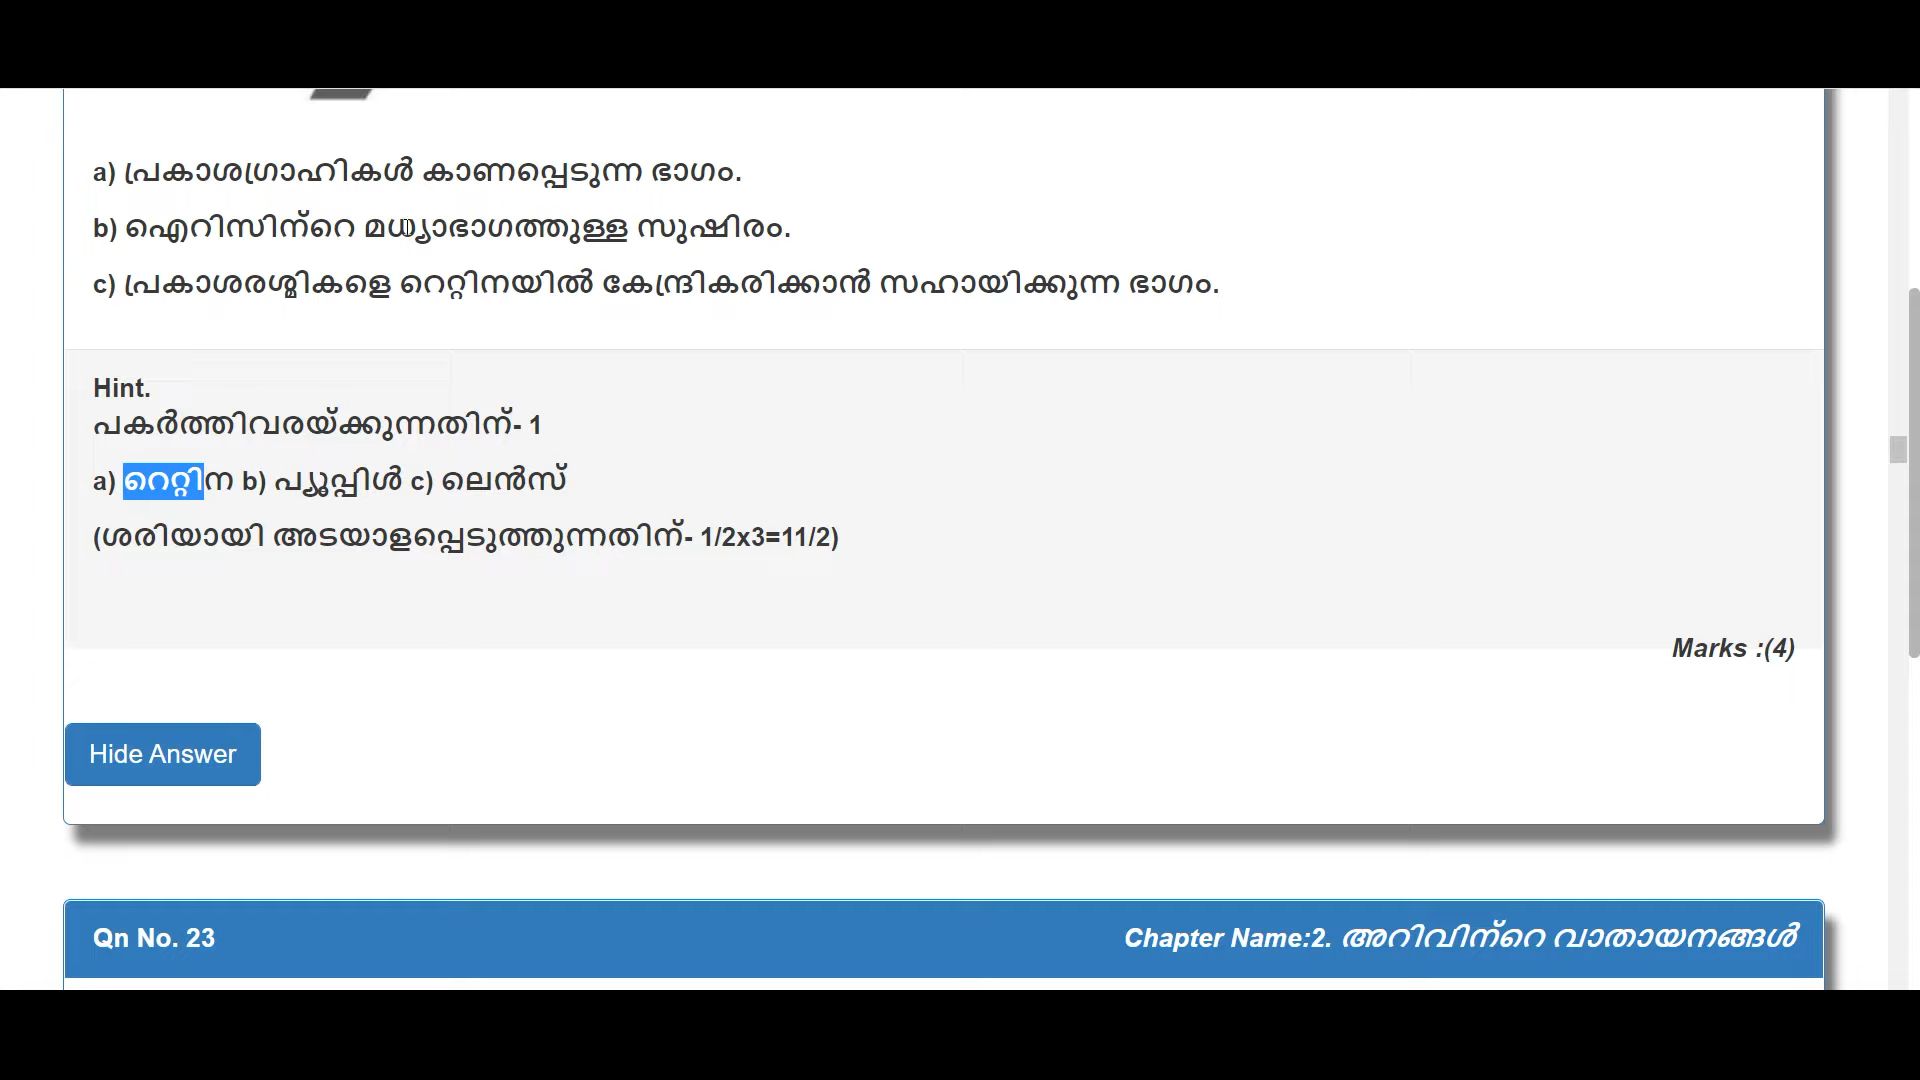 a) പ്രകാശഗ്രാഹികൾ കാണപ്പെടുന്ന ഭാഗം.
b) ഐറിസിന്റെ മധ്യാഭാഗത്തുള്ള സുഷിരം.
c) പ്രകാശരശ്മികളെ റെറ്റിനയിൽ കേന്ദ്രികരിക്കാൻ സഹായിക്കുന്ന ഭാഗം.
Hint.
പകർത്തിവരയ്ക്കുന്നതിന്- 1
a) റെറ്റിന b) പ്യൂപ്പിൾ c) ലെൻസ്
(ശരിയായി അടയാളപ്പെടുത്തുന്നതിന്- 1/2x3=11/2)
Marks :(4)
Hide Answer
Qn No. 23 Chapter Name:2. അറിവിന്റെ വാതായനങ്ങൾ